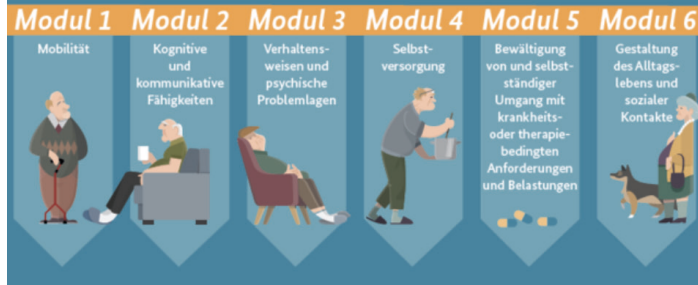 Modul 1
Mobilität
Modul 2
Kognitive
und
kommunikative
Fähigkeiten
Modul 3
Verhaltens-
weisen und
psychische
Problemlagen
Modul 4
Selbst-
versorgung
Modul 5
Bewältigung
von und selbst-
ständiger
Umgang mit
krankheits-
oder therapie-
bedingten
Anforderungen
und Belastungen
Modul 6
Gestaltung
des Alltags-
lebens und
sozialer
Kontakte